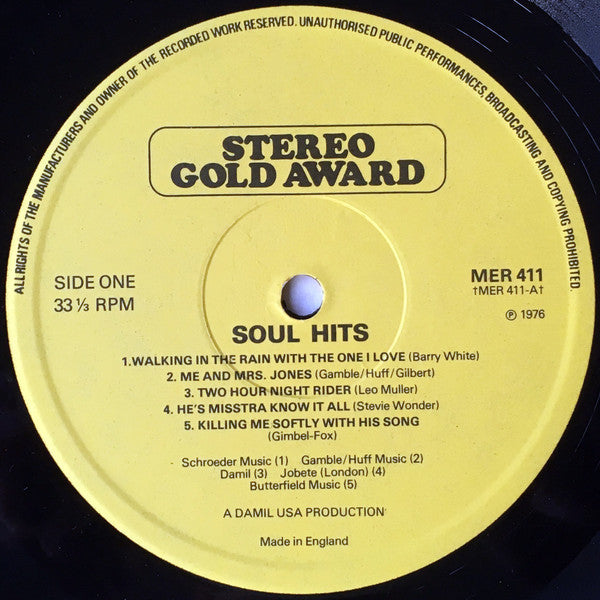 ALL RIGHTS OF THE MANUFACTURERS AND OWNER OF THE RECORDED WORK RESERVED. UNAUTHORISED PUBLIC PERFORMANCES, BROADCASTING AND COPYING PROHIBITED.
STEREO
GOLD AWARD
SIDE ONE
33 ⅓ RPM
MER 411
†MER 411-A†
℗ 1976
SOUL HITS
1.WALKING IN THE RAIN WITH THE ONE I LOVE (Barry White)
2. ME AND MRS. JONES (Gamble/Huff/Gilbert)
3. TWO HOUR NIGHT RIDER (Leo Muller)
4. HE'S MISSTRA KNOW IT ALL (Stevie Wonder)
5. KILLING ME SOFTLY WITH HIS SONG
(Gimbel-Fox)
Schroeder Music (1) Gamble/Huff Music (2)
Damil (3) Jobete (London) (4)
Butterfield Music (5)
A DAMIL USA PRODUCTION
Made in England